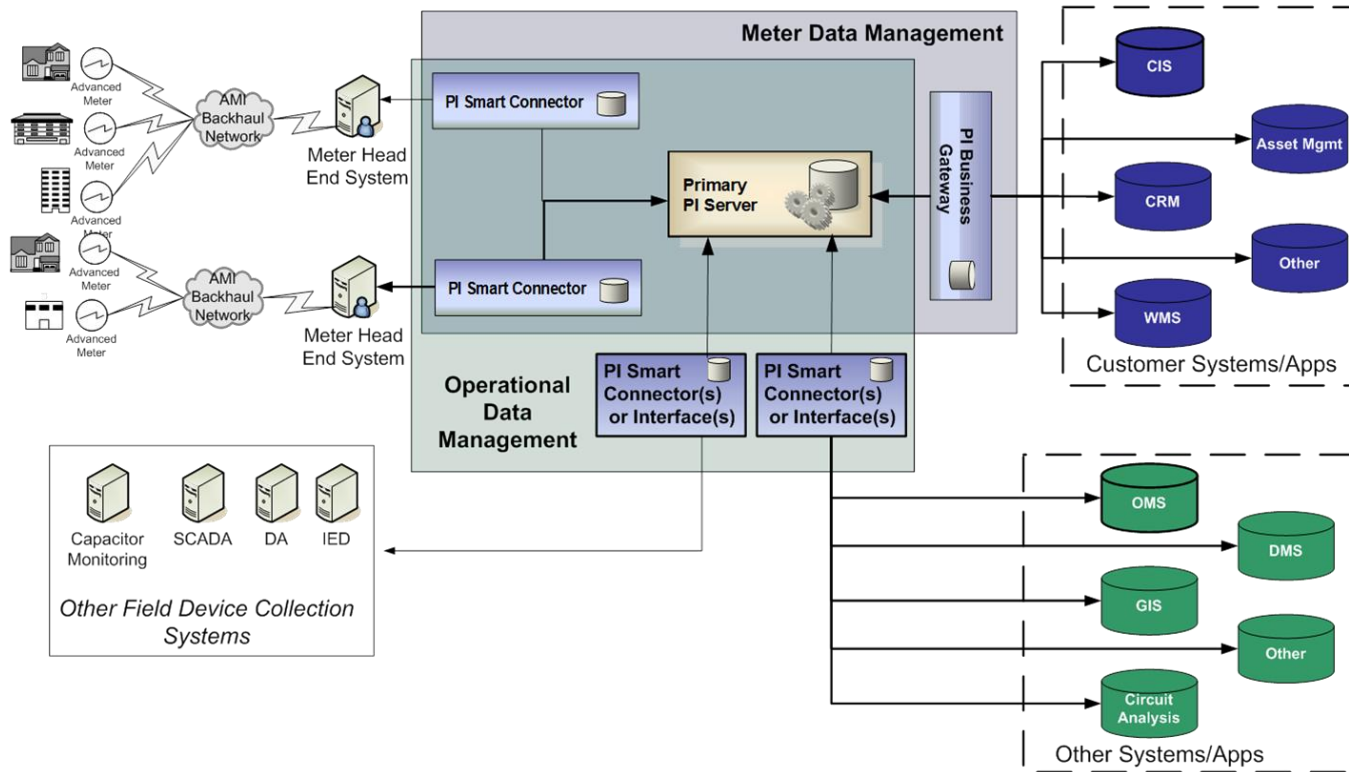 Meter Data Management
Advanced
Meter
Advanced
Meter
Advanced
Meter
AMI
Backhaul
Network
Meter Head
End System
PI Smart Connector
Primary
PI Server
PI Business
Gateway
CIS
Asset Mgmt
CRM
Other
WMS
Customer Systems/Apps
Advanced
Meter
Advanced
Meter
AMI
Backhaul
Network
Meter Head
End System
PI Smart Connector
Operational
Data
Management
PI Smart
Connector(s)
or Interface(s)
PI Smart
Connector(s)
or Interface(s)
Capacitor
Monitoring
SCADA
DA
IED
Other Field Device Collection
Systems
OMS
DMS
GIS
Other
Circuit
Analysis
Other Systems/Apps